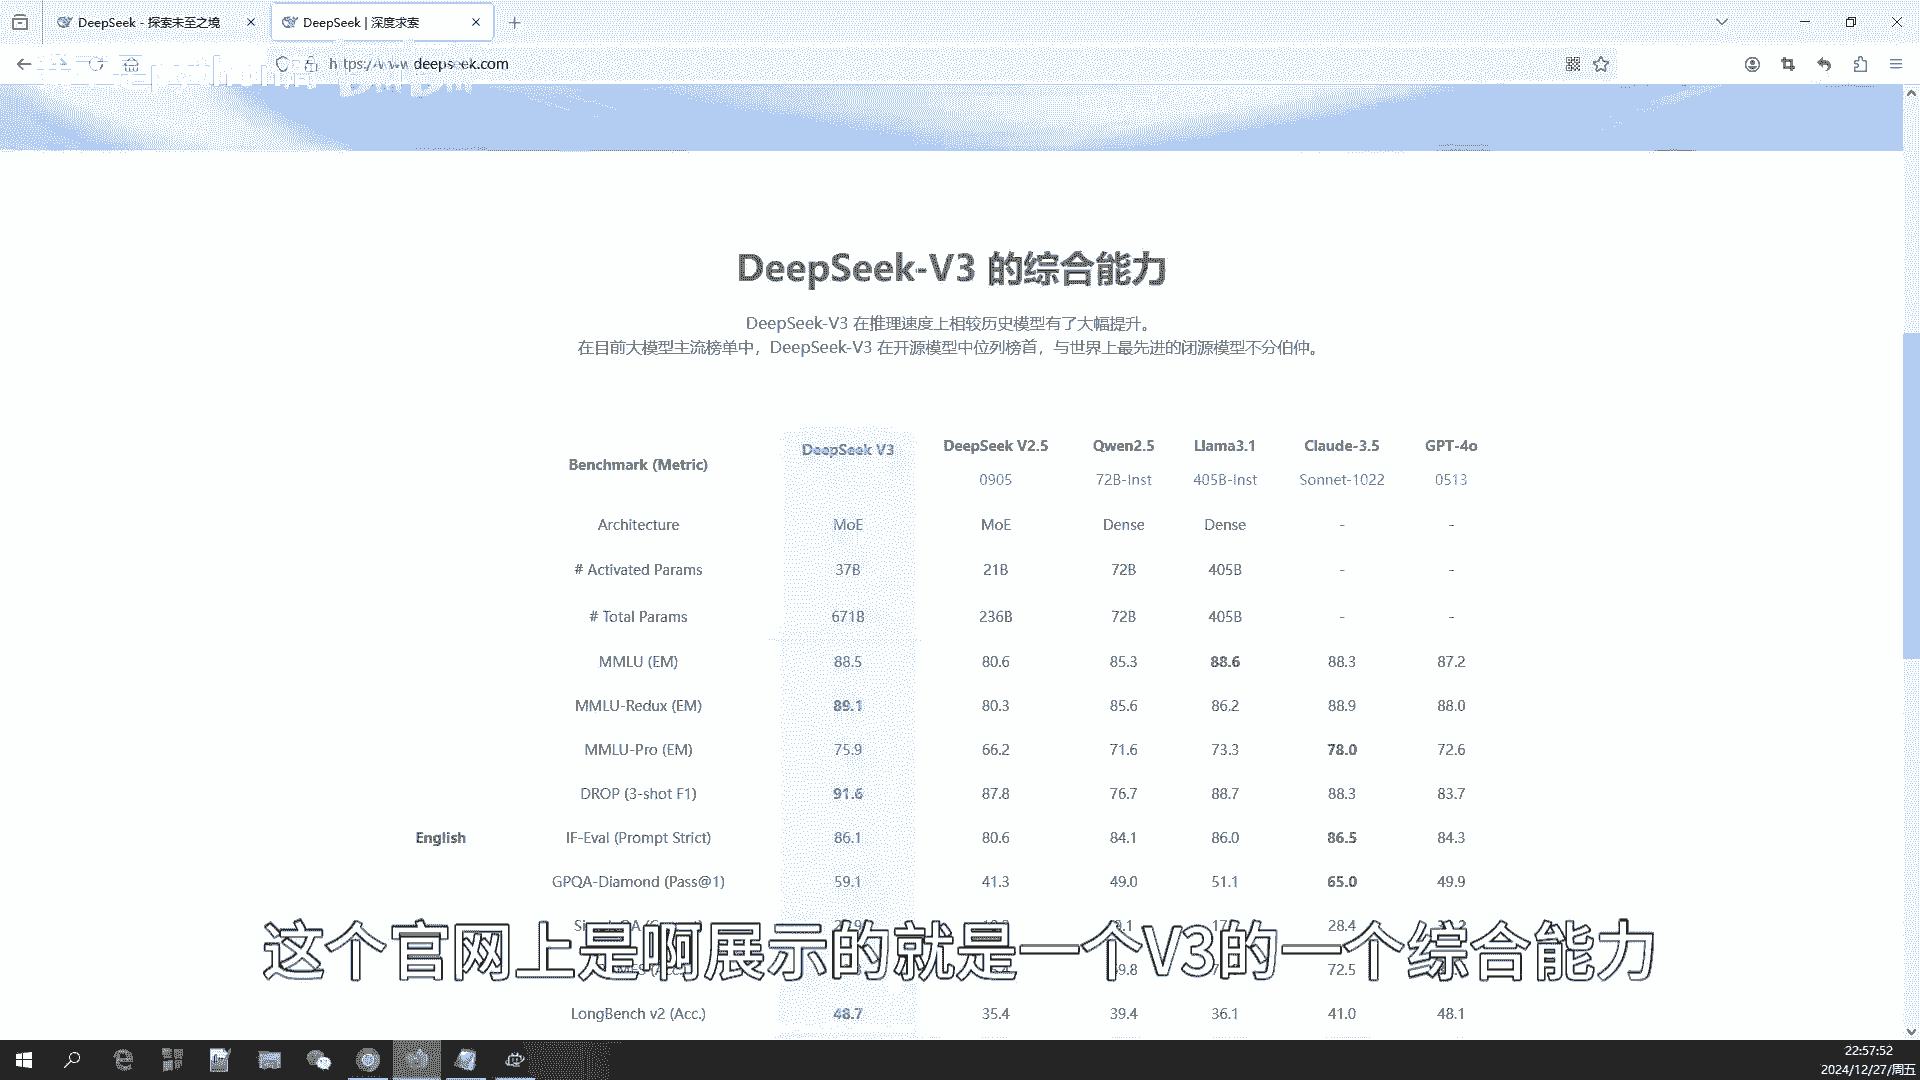 DeepSeek - 探索未至之境
DeepSeek | 深度求索
https://www.deepseek.com
DeepSeek-V3 的综合能力
DeepSeek-V3 在推理速度上相较历史模型有了大幅提升。
在目前大模型主流榜单中，DeepSeek-V3 在开源模型中位列榜首，与世界上最先进的闭源模型不分伯仲。
Benchmark (Metric) DeepSeek V3 DeepSeek V2.5 Qwen2.5 Llama3.1 Claude-3.5 GPT-4o
0905 72B-Inst 405B-Inst Sonnet-1022 0513
Architecture MoE MoE Dense Dense - -
# Activated Params 37B 21B 72B 405B - -
# Total Params 671B 236B 72B 405B - -
MMLU (EM) 88.5 80.6 85.3 88.6 88.3 87.2
MMLU-Redux (EM) 89.1 80.3 85.6 86.2 88.9 88.0
MMLU-Pro (EM) 75.9 66.2 71.6 73.3 78.0 72.6
DROP (3-shot F1) 91.6 87.8 76.7 88.7 88.3 83.7
English IF-Eval (Prompt Strict) 86.1 80.6 84.1 86.0 86.5 84.3
GPQA-Diamond (Pass@1) 59.1 41.3 49.0 51.1 65.0 49.9
28.4
72.5
这个官网上是啊展示的就是一个V3的一个综合能力
LongBench v2 (Acc.) 48.7 35.4 39.4 36.1 41.0 48.1
22:57:52
2024/12/27/周五